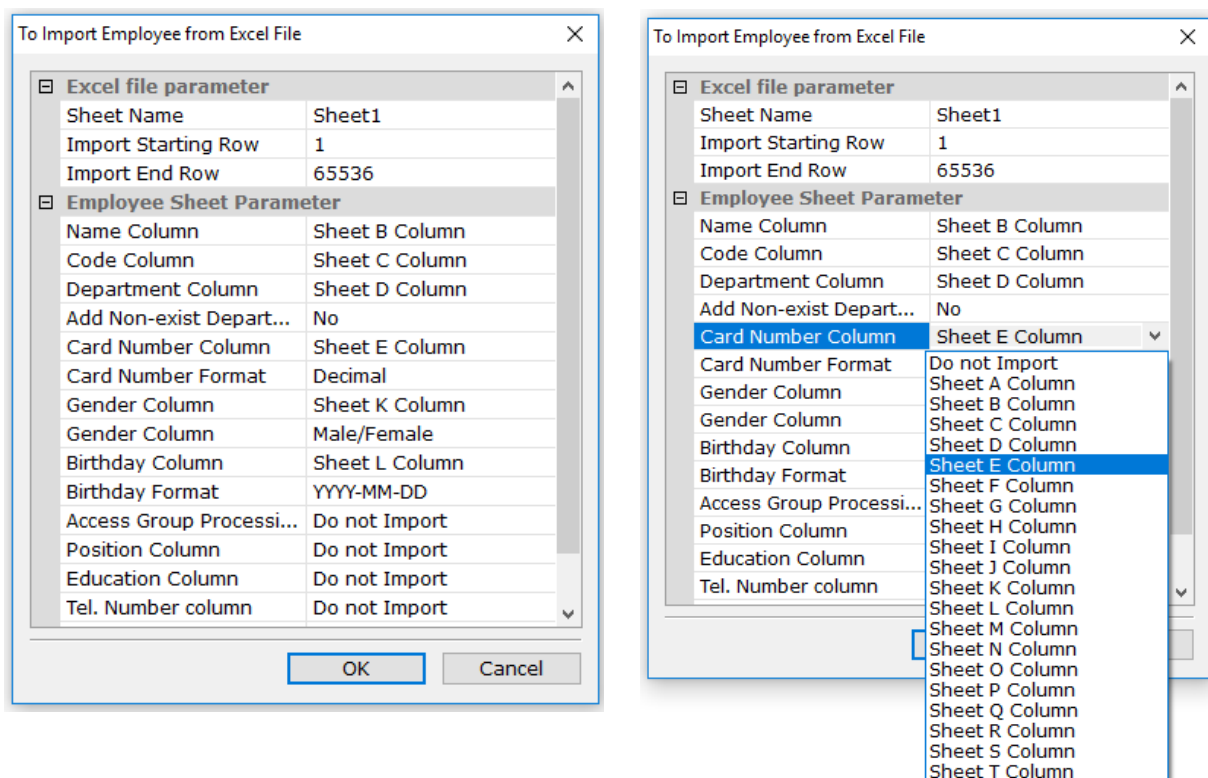 To Import Employee from Excel File
Excel file parameter
Sheet Name Sheet1
Import Starting Row 1
Import End Row 65536
Employee Sheet Parameter
Name Column Sheet B Column
Code Column Sheet C Column
Department Column Sheet D Column
Add Non-exist Depart... No
Card Number Column Sheet E Column
Card Number Format Decimal
Gender Column Sheet K Column
Gender Column Male/Female
Birthday Column Sheet L Column
Birthday Format YYYY-MM-DD
Access Group Processi... Do not Import
Position Column Do not Import
Education Column Do not Import
Tel. Number column Do not Import
OK Cancel
To Import Employee from Excel File
Excel file parameter
Sheet Name Sheet1
Import Starting Row 1
Import End Row 65536
Employee Sheet Parameter
Name Column Sheet B Column
Code Column Sheet C Column
Department Column Sheet D Column
Add Non-exist Depart... No
Card Number Column Sheet E Column
Card Number Format
Gender Column
Gender Column
Birthday Column
Birthday Format
Access Group Processi...
Position Column
Education Column
Tel. Number column
Do not Import
Sheet A Column
Sheet B Column
Sheet C Column
Sheet D Column
Sheet E Column
Sheet F Column
Sheet G Column
Sheet H Column
Sheet I Column
Sheet J Column
Sheet K Column
Sheet L Column
Sheet M Column
Sheet N Column
Sheet O Column
Sheet P Column
Sheet Q Column
Sheet R Column
Sheet S Column
Sheet T Column